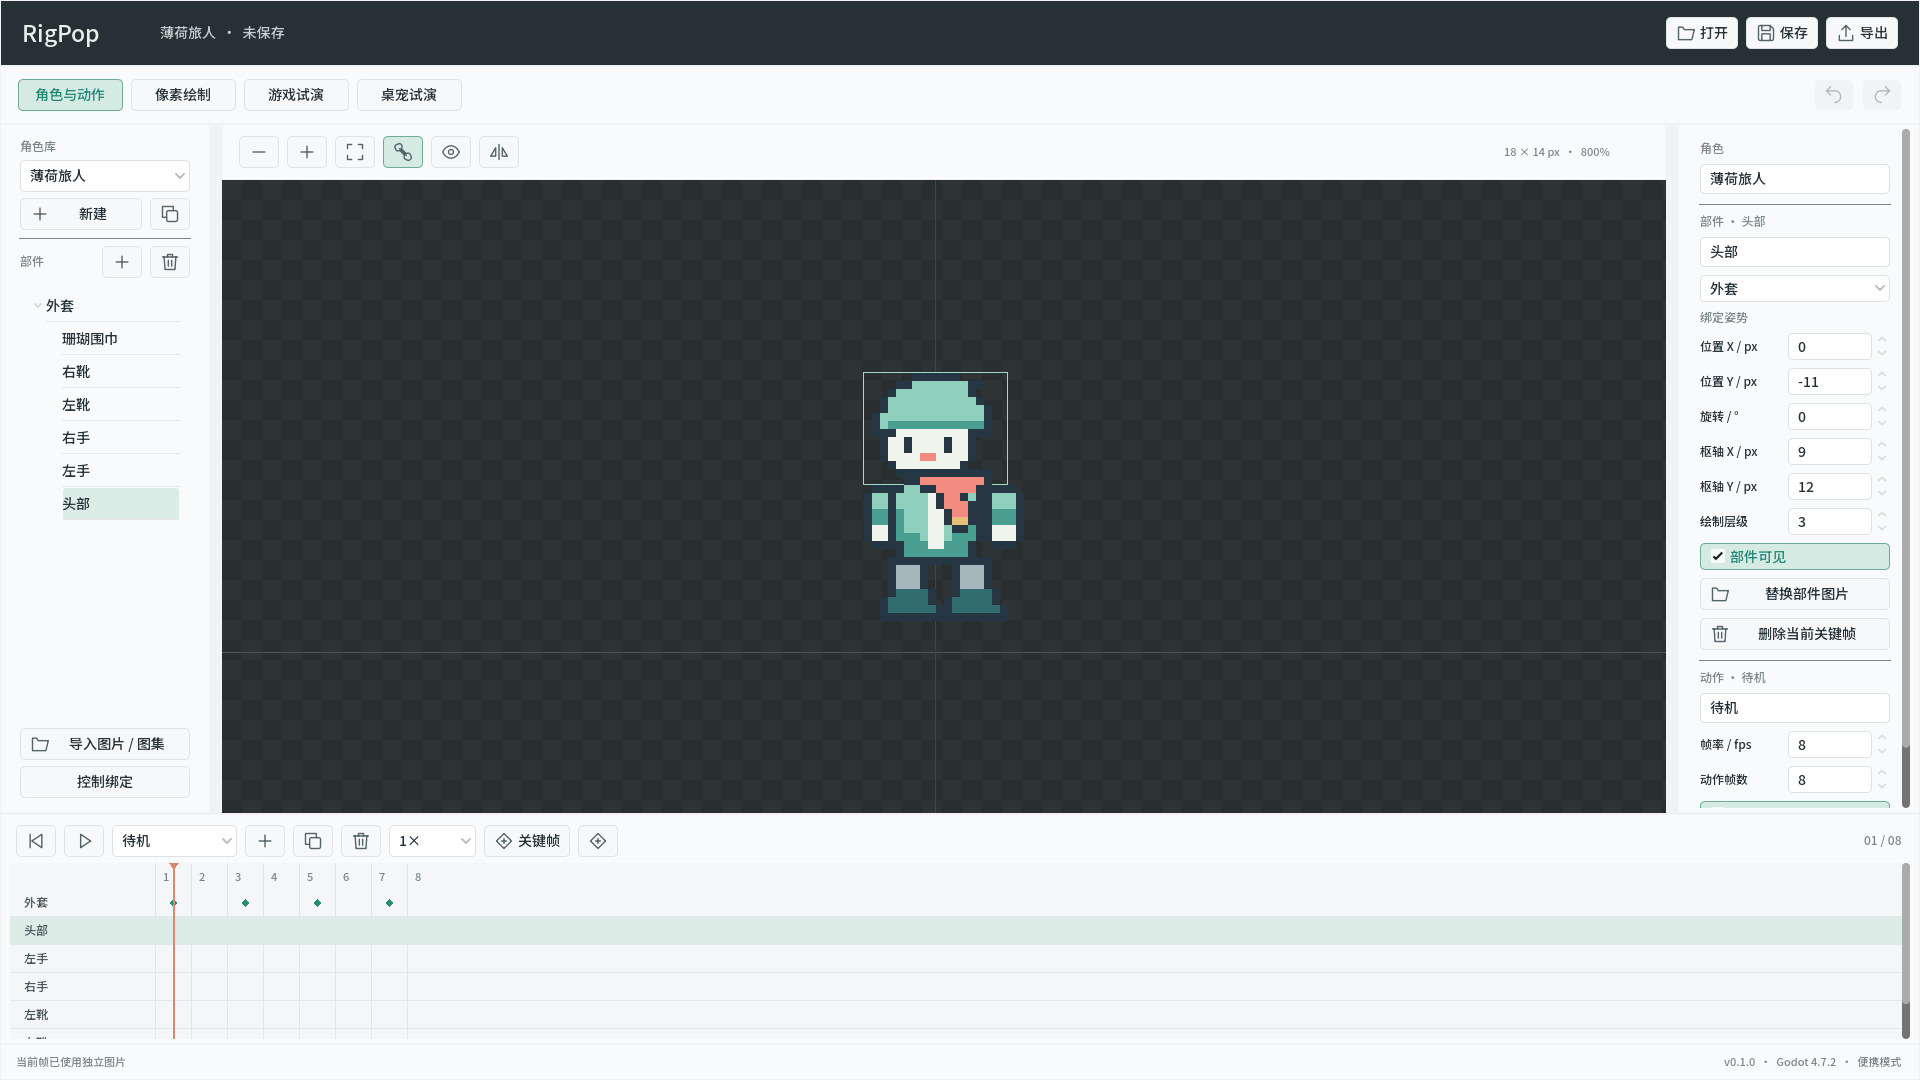 RigPop
薄荷旅人 • 未保存
打开
保存
导出
角色与动作
像素绘制
游戏试演
桌宠试演
角色库
薄荷旅人
新建
部件
外套
珊瑚围巾
右靴
左靴
右手
左手
头部
导入图片 / 图集
控制绑定
18 × 14 px • 800%
角色
薄荷旅人
部件 • 头部
头部
外套
绑定姿势
位置 X / px 0
位置 Y / px -11
旋转 / ° 0
枢轴 X / px 9
枢轴 Y / px 12
绘制层级 3
部件可见
替换部件图片
删除当前关键帧
动作 • 待机
待机
帧率 / fps 8
动作帧数 8
待机
1×
关键帧
01 / 08
1 2 3 4 5 6 7 8
外套
头部
左手
右手
左靴
当前帧已使用独立图片
v0.1.0 • Godot 4.7.2 • 便携模式